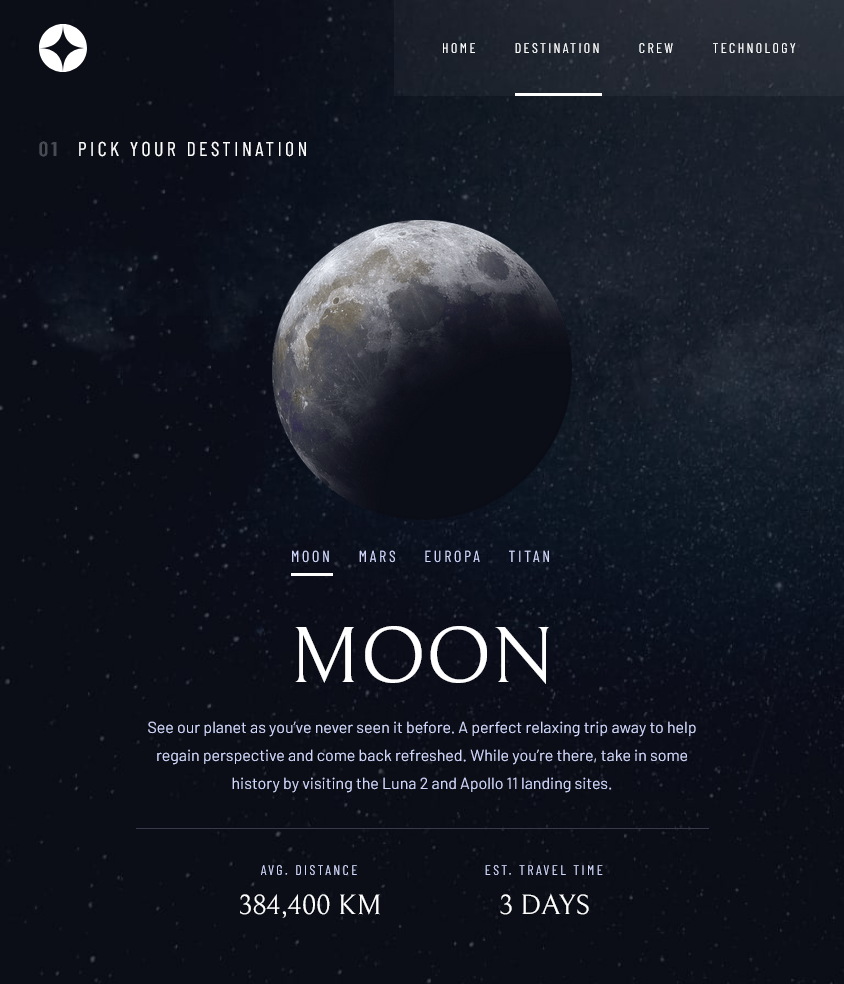 HOME DESTINATION CREW TECHNOLOGY
01 PICK YOUR DESTINATION
MOON MARS EUROPA TITAN
MOON
See our planet as you’ve never seen it before. A perfect relaxing trip away to help
regain perspective and come back refreshed. While you’re there, take in some
history by visiting the Luna 2 and Apollo 11 landing sites.
AVG. DISTANCE EST. TRAVEL TIME
384,400 KM 3 DAYS